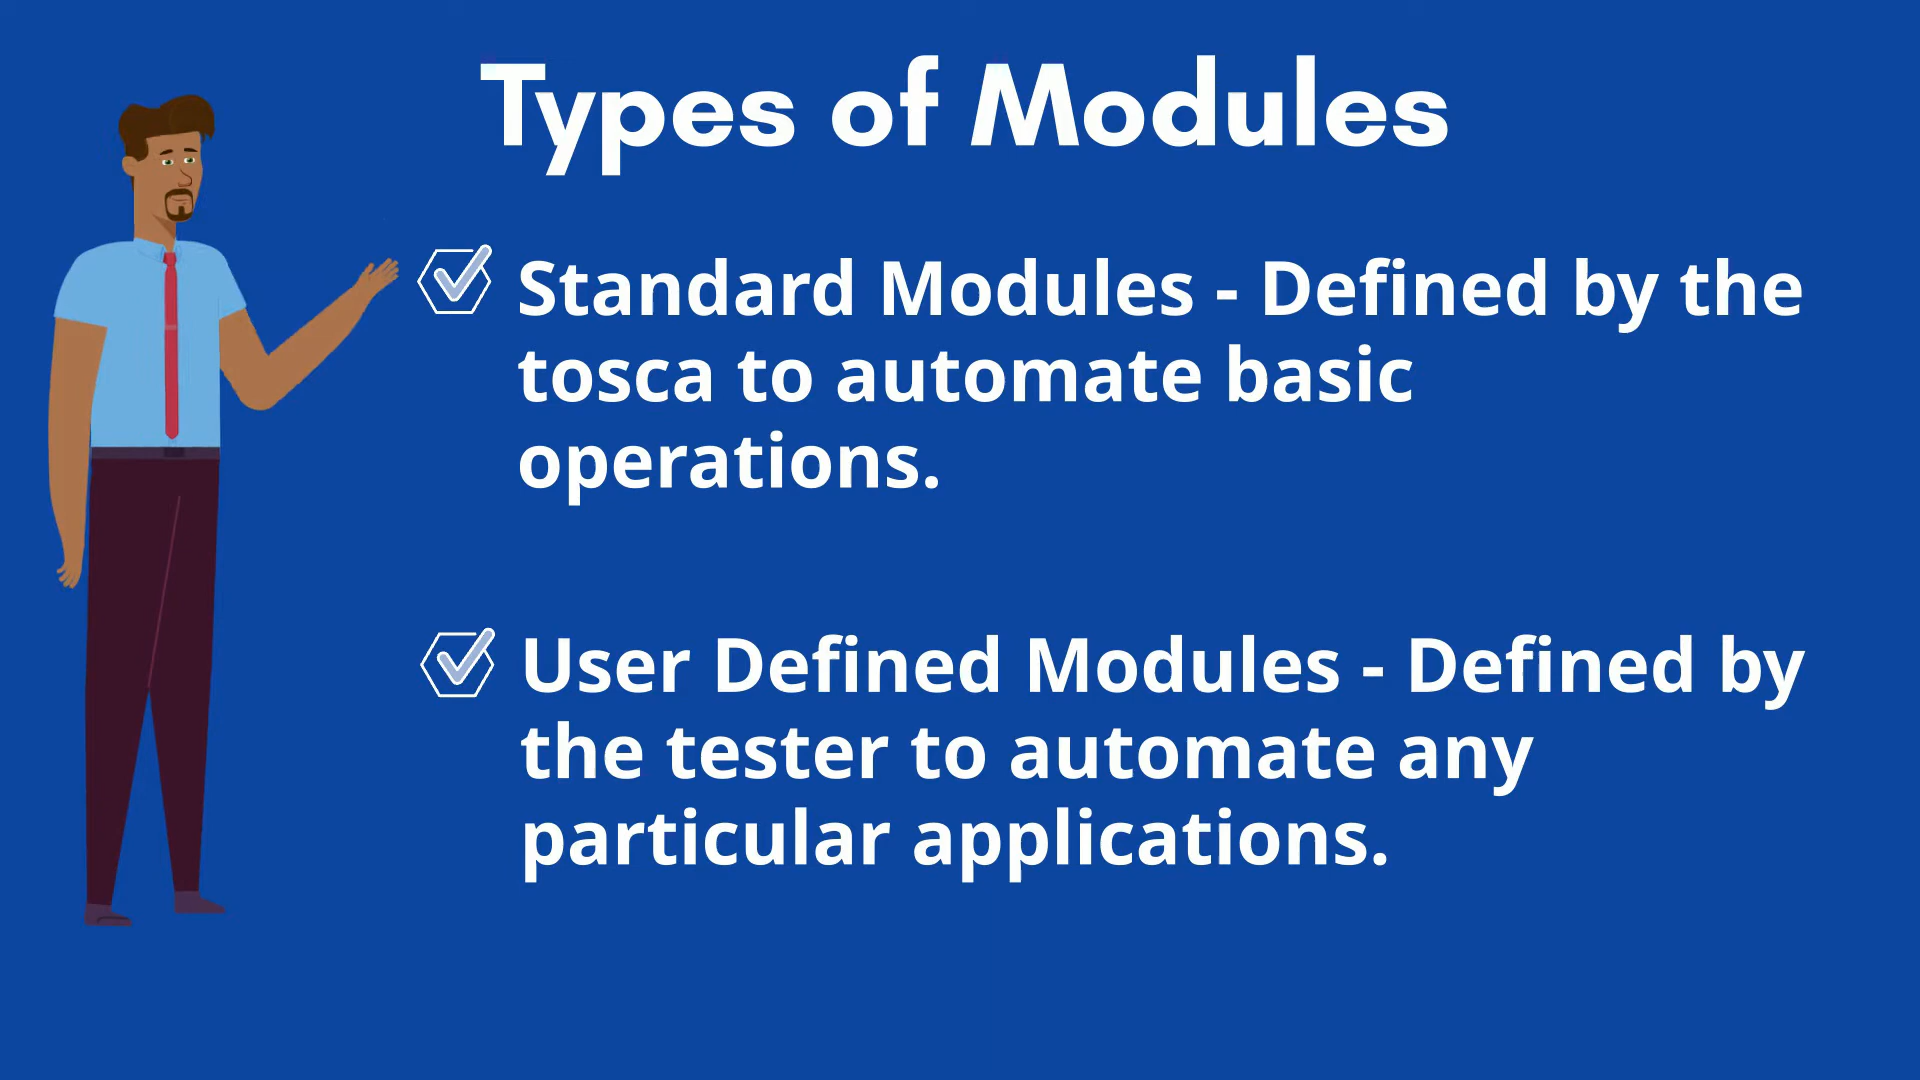 Types of Modules
Standard Modules - Defined by the
tosca to automate basic
operations.
User Defined Modules - Defined by
the tester to automate any
particular applications.